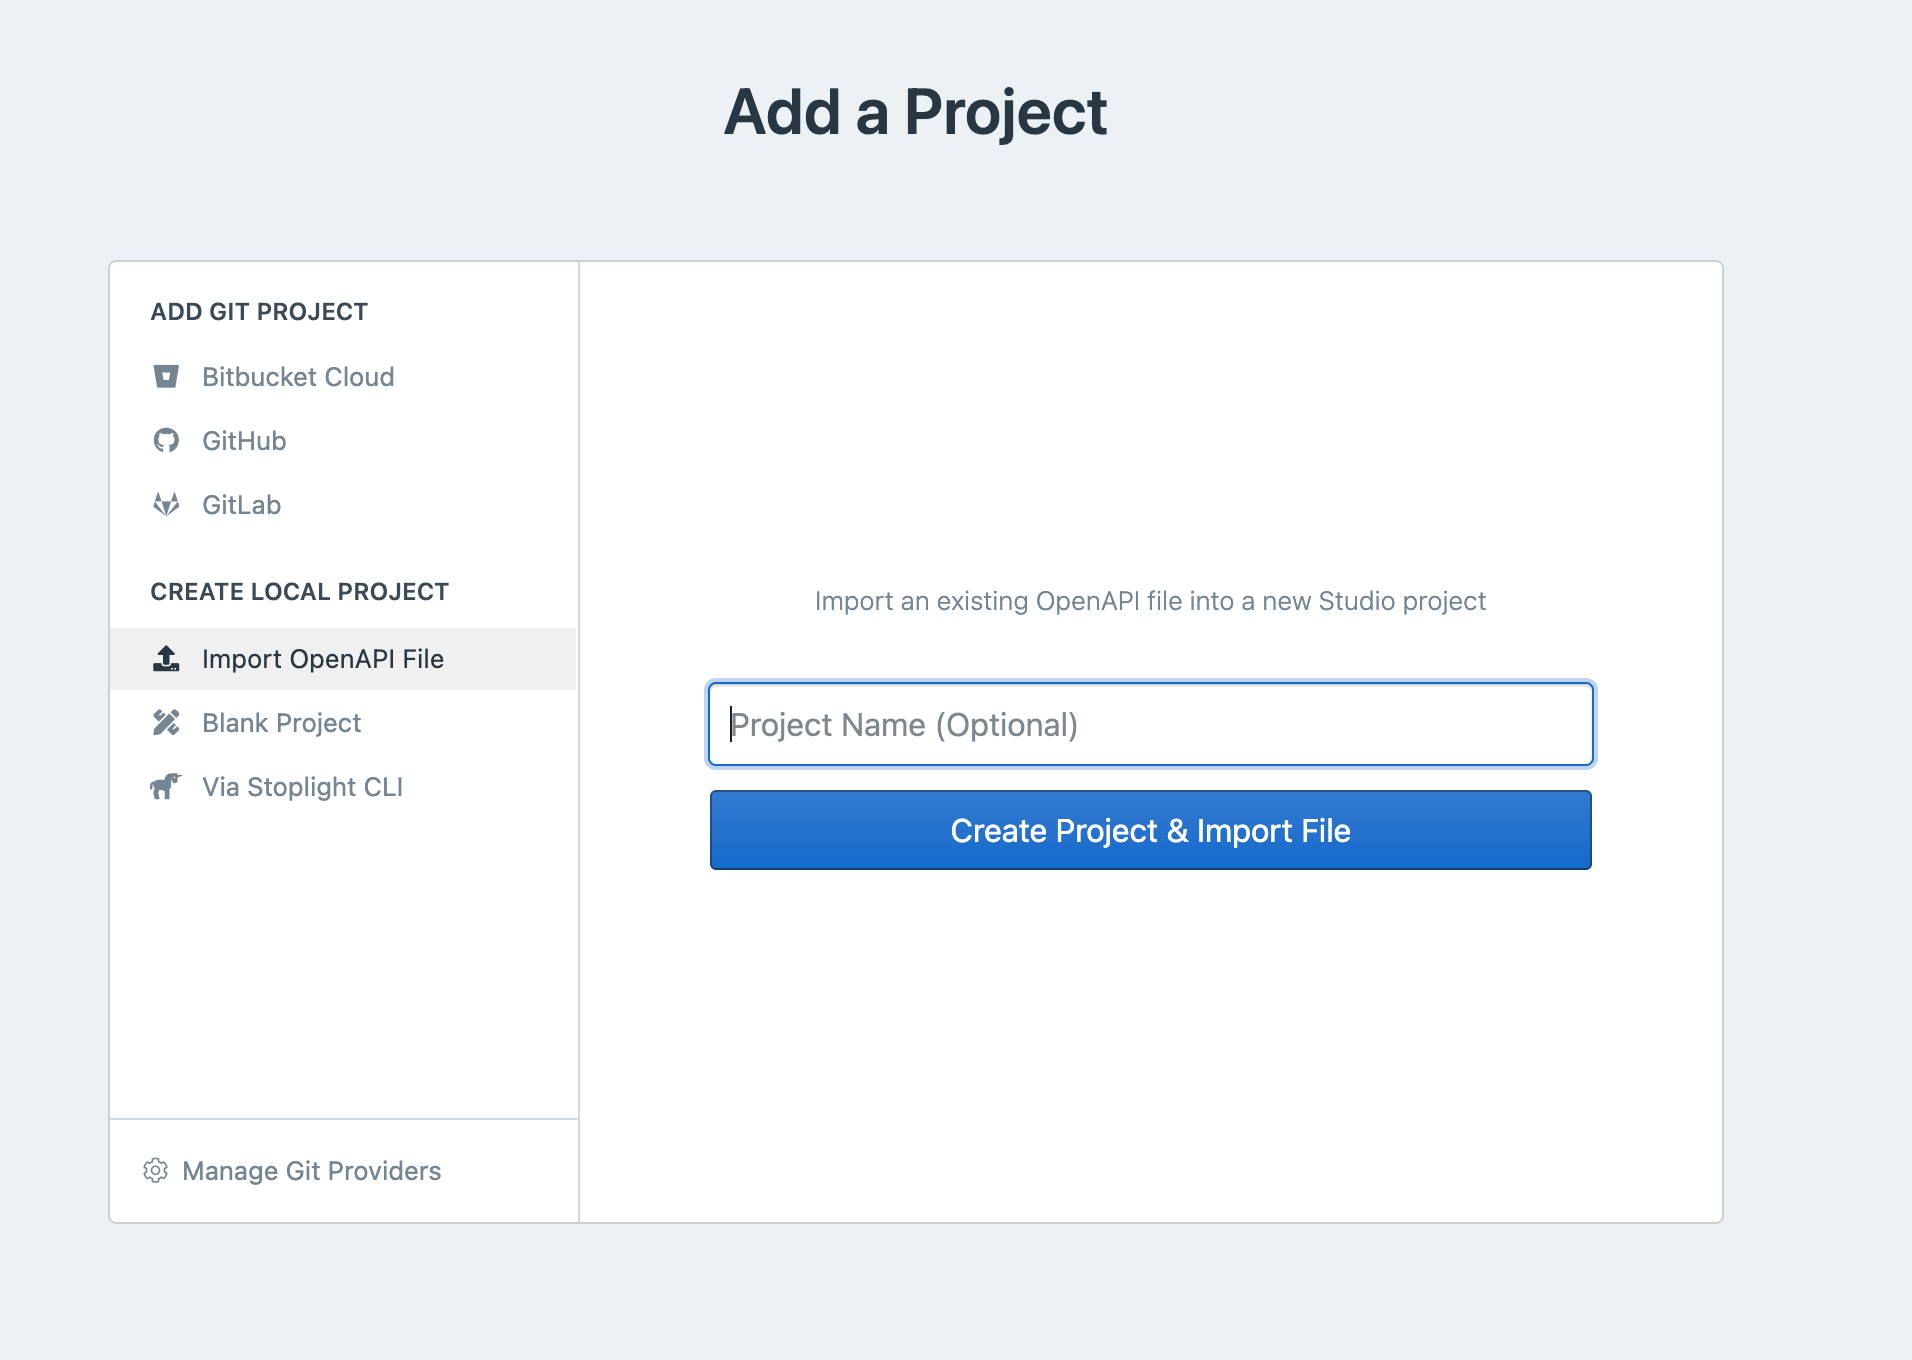 Add a Project
ADD GIT PROJECT
Bitbucket Cloud
GitHub
GitLab
CREATE LOCAL PROJECT
Import OpenAPI File
Blank Project
Via Stoplight CLI
Manage Git Providers
Import an existing OpenAPI file into a new Studio project
Project Name (Optional)
Create Project & Import File